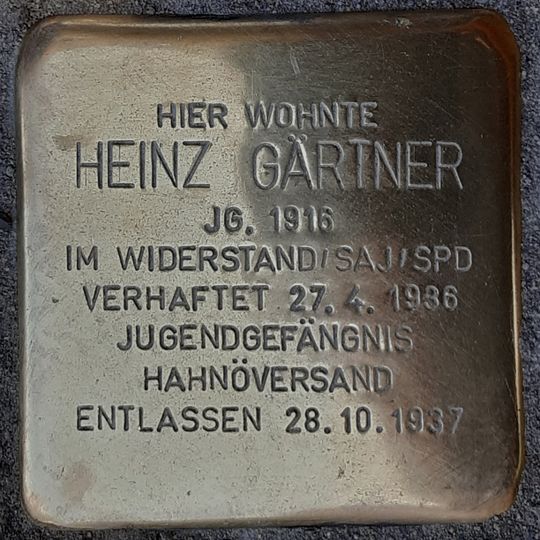 HIER WOHNTE
HEINZ GÄRTNER
JG. 1916
IM WIDERSTAND/SAJ/SPD
VERHAFTET 27. 4. 1936
JUGENDGEFÄNGNIS
HAHNÖVERSAND
ENTLASSEN 28.10.1937